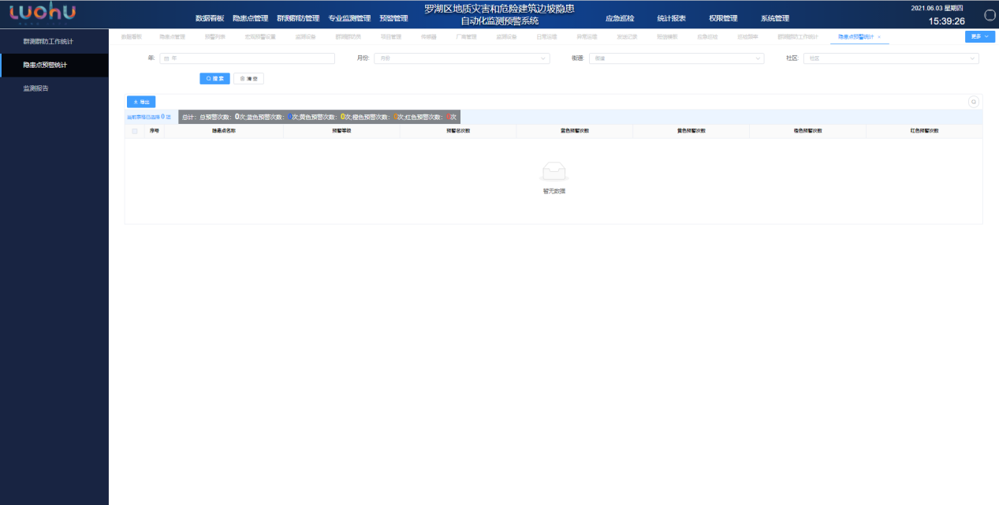 LUOHU
数据看板 隐患点管理 群测群防管理 专业监测管理 预警管理
罗湖区地质灾害和危险建筑边坡隐患
自动化监测预警系统
应急巡检 统计报表 权限管理 系统管理
2021.06.03 星期四
15:39:26
群测群防工作统计
隐患点预警统计
监测报告
数据看板 隐患点管理 预警列表 宏观预警设置 监测设备 群测群防员 项目管理 传感器 厂商管理 监测设备 日常巡查 异常巡查 发送记录 短信模板 应急巡检 巡检频率 群测群防工作统计 隐患点预警统计 ×
更多
年: 年 月份: 月份 街道: 街道 社区: 社区
搜索 清空
导出
当前表格已选择 0 项
总计：总预警次数：0次;蓝色预警次数：0次;黄色预警次数：0次;橙色预警次数：0次;红色预警次数：0次
序号 隐患点名称 预警等级 预警总次数 蓝色预警次数 黄色预警次数 橙色预警次数 红色预警次数
暂无数据